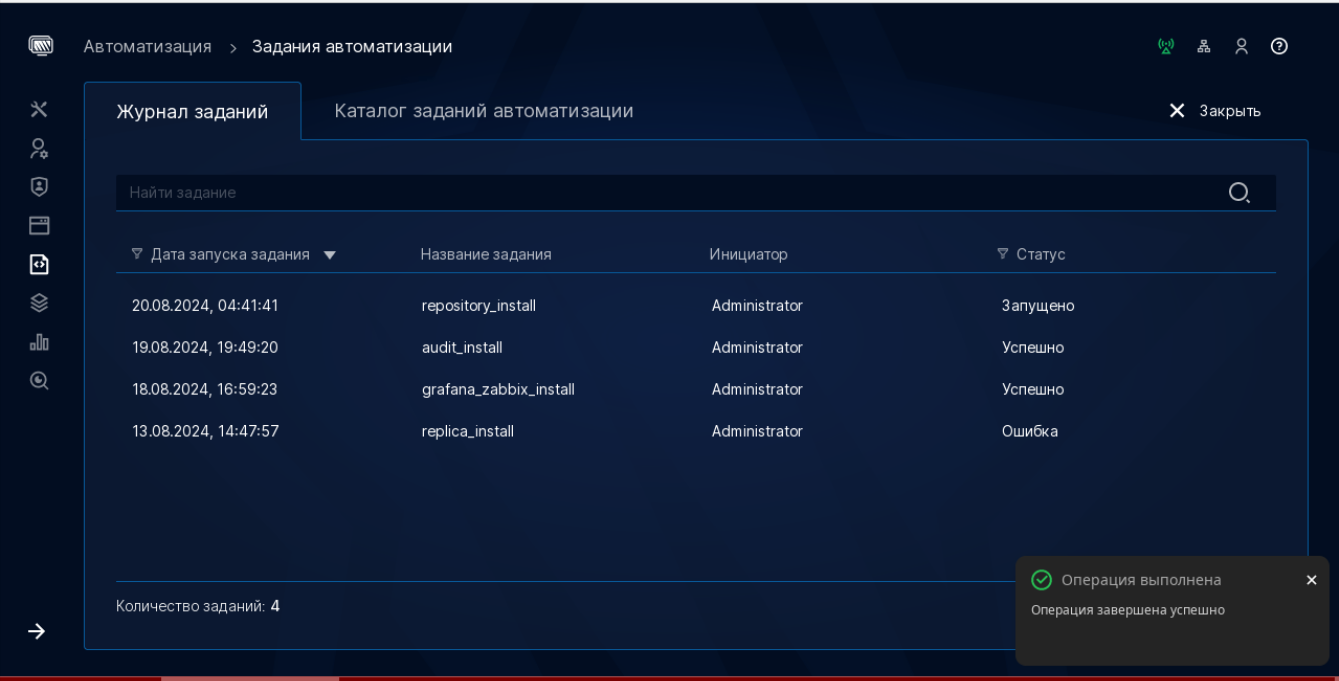 Автоматизация > Задания автоматизации
Журнал заданий Каталог заданий автоматизации Закрыть
Найти задание
Дата запуска задания Название задания Инициатор Статус
20.08.2024, 04:41:41 repository_install Administrator Запущено
19.08.2024, 19:49:20 audit_install Administrator Успешно
18.08.2024, 16:59:23 grafana_zabbix_install Administrator Успешно
13.08.2024, 14:47:57 replica_install Administrator Ошибка
Операция выполнена
Количество заданий: 4
Операция завершена успешно